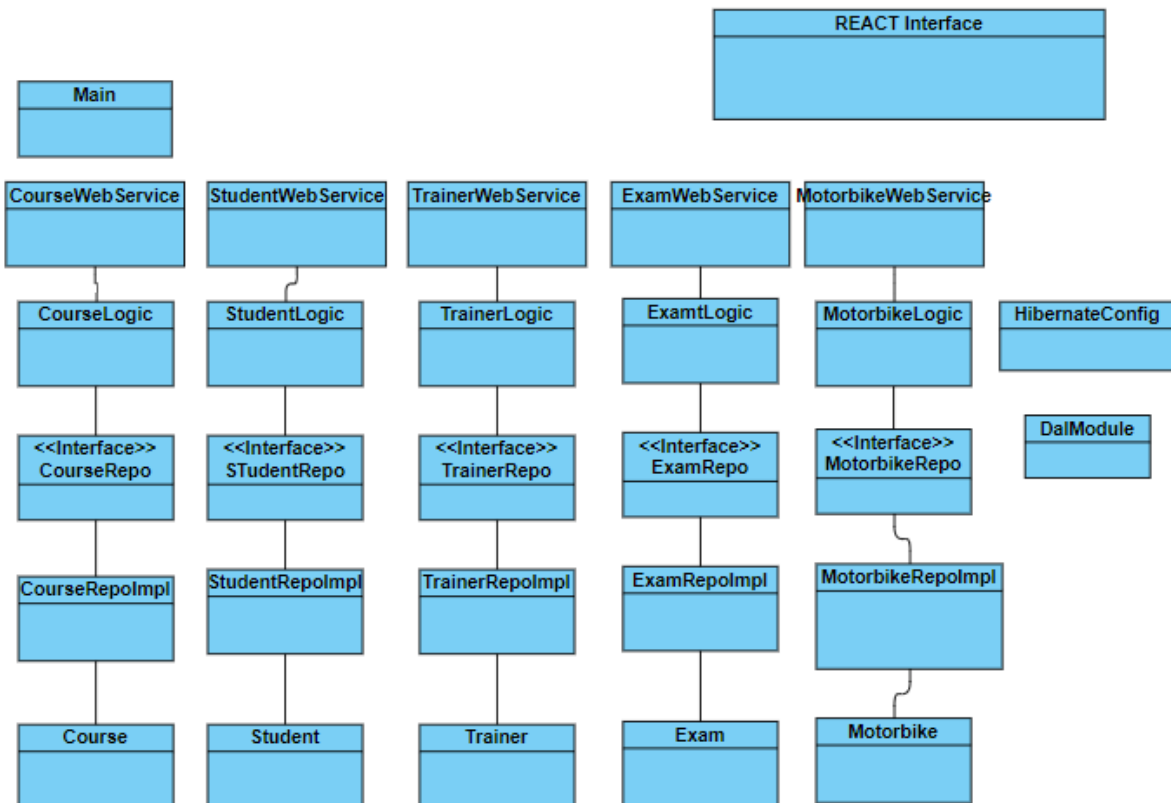 REACT Interface
Main
CourseWebService
StudentWebService
TrainerWebService
ExamWebService
MotorbikeWebService
CourseLogic
StudentLogic
TrainerLogic
ExamtLogic
MotorbikeLogic
HibernateConfig
<<Interface>>
CourseRepo
<<Interface>>
STudentRepo
<<Interface>>
TrainerRepo
<<Interface>>
ExamRepo
<<Interface>>
MotorbikeRepo
DalModule
CourseRepoImpl
StudentRepoImpl
TrainerRepoImpl
ExamRepoImpl
MotorbikeRepoImpl
Course
Student
Trainer
Exam
Motorbike